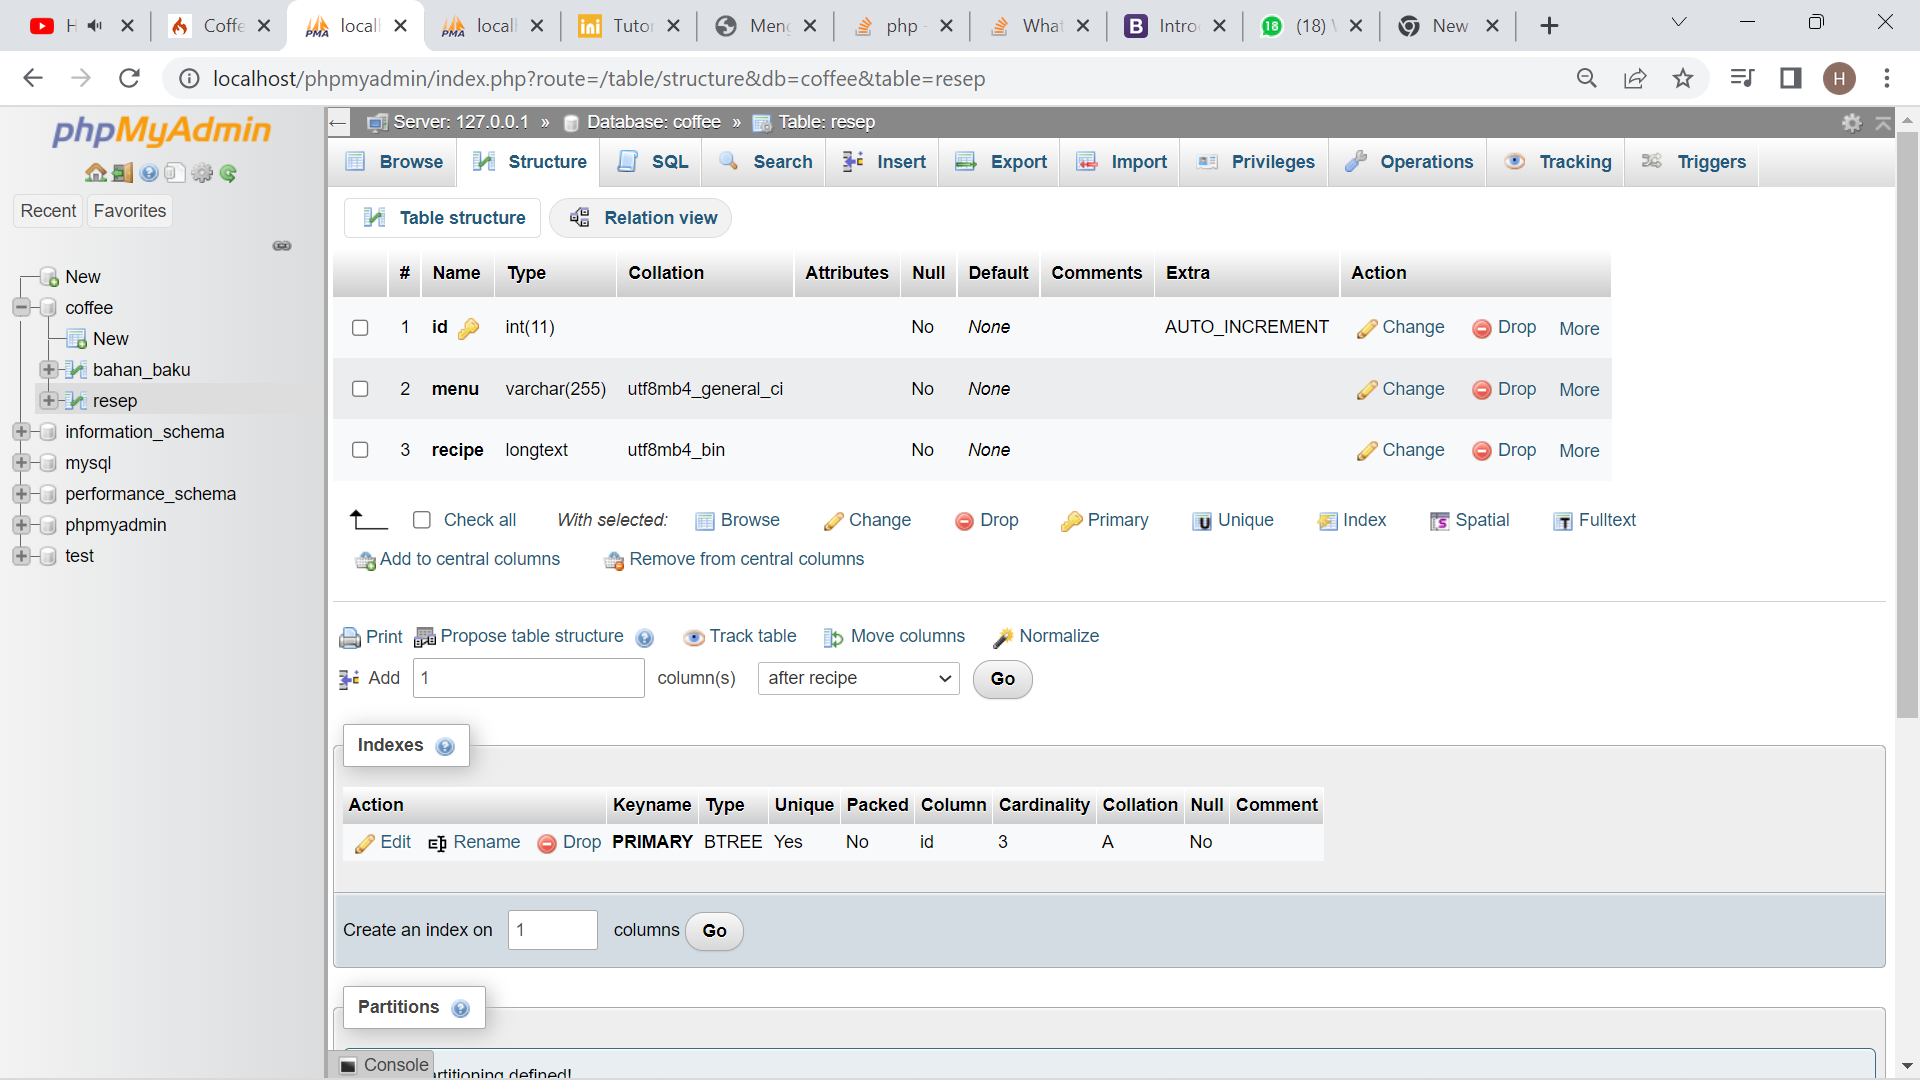 H
Coffe
locall
locall
Tutor
Meng
php -
What
Intro
(18) \
New
localhost/phpmyadmin/index.php?route=/table/structure&db=coffee&table=resep
H
phpMyAdmin
Recent Favorites
New
coffee
New
bahan_baku
resep
information_schema
mysql
performance_schema
phpmyadmin
test
Server: 127.0.0.1 » Database: coffee » Table: resep
Browse Structure SQL Search Insert Export Import Privileges Operations Tracking Triggers
Table structure Relation view
# Name Type Collation Attributes Null Default Comments Extra Action
1 id int(11) No None AUTO_INCREMENT Change Drop More
2 menu varchar(255) utf8mb4_general_ci No None Change Drop More
3 recipe longtext utf8mb4_bin No None Change Drop More
Check all With selected: Browse Change Drop Primary Unique Index Spatial Fulltext
Add to central columns Remove from central columns
Print Propose table structure Track table Move columns Normalize
Add 1 column(s) after recipe Go
Indexes
Action Keyname Type Unique Packed Column Cardinality Collation Null Comment
Edit Rename Drop PRIMARY BTREE Yes No id 3 A No
Create an index on 1 columns Go
Partitions
Console
artitioning defined!